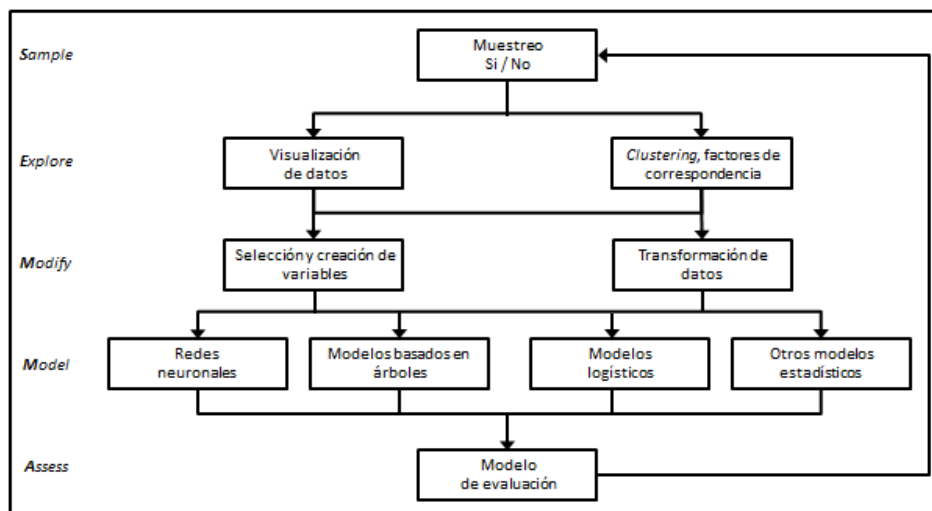 Sample
Muestreo
Si / No
Explore
Visualización
de datos
Clustering, factores de
correspondencia
Modify
Selección y creación de
variables
Transformación de
datos
Model
Redes
neuronales
Modelos basados en
árboles
Modelos
logísticos
Otros modelos
estadísticos
Assess
Modelo
de evaluación